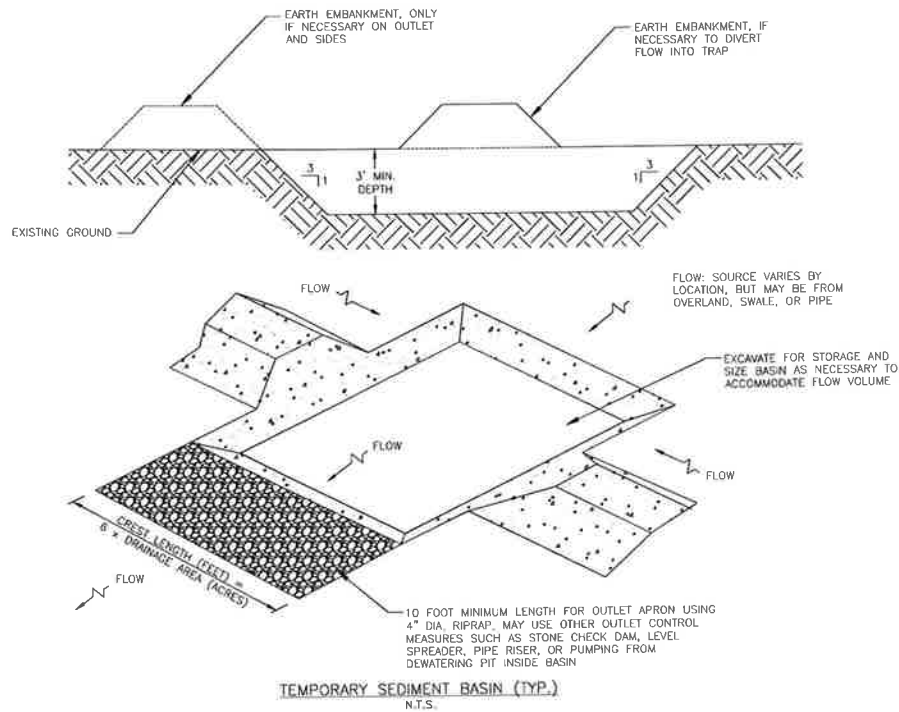 EARTH EMBANKMENT, ONLY
IF NECESSARY ON OUTLET
AND SIDES
EARTH EMBANKMENT, IF
NECESSARY TO DIVERT
FLOW INTO TRAP
3
1
3' MIN.
DEPTH
3
1
EXISTING GROUND
FLOW
FLOW: SOURCE VARIES BY
LOCATION, BUT MAY BE FROM
OVERLAND, SWALE, OR PIPE
EXCAVATE FOR STORAGE AND
SIZE BASIN AS NECESSARY TO
ACCOMMODATE FLOW VOLUME
FLOW
FLOW
CREST LENGTH (FEET) =
6 x DRAINAGE AREA (ACRES)
FLOW
10 FOOT MINIMUM LENGTH FOR OUTLET APRON USING
4" DIA. RIPRAP. MAY USE OTHER OUTLET CONTROL
MEASURES SUCH AS STONE CHECK DAM, LEVEL
SPREADER, PIPE RISER, OR PUMPING FROM
DEWATERING PIT INSIDE BASIN
TEMPORARY SEDIMENT BASIN (TYP.)
N.T.S.